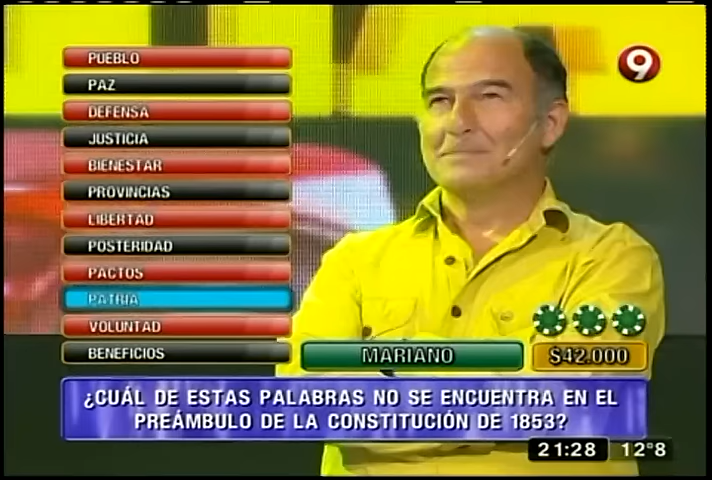 PUEBLO
9
PAZ
DEFENSA
JUSTICIA
BIENESTAR
PROVINCIAS
LIBERTAD
POSTERIDAD
PACTOS
PATRIA
VOLUNTAD
BENEFICIOS
MARIANO
$42.000
¿CUÁL DE ESTAS PALABRAS NO SE ENCUENTRA EN EL
PREÁMBULO DE LA CONSTITUCIÓN DE 1853?
21:28 12°8